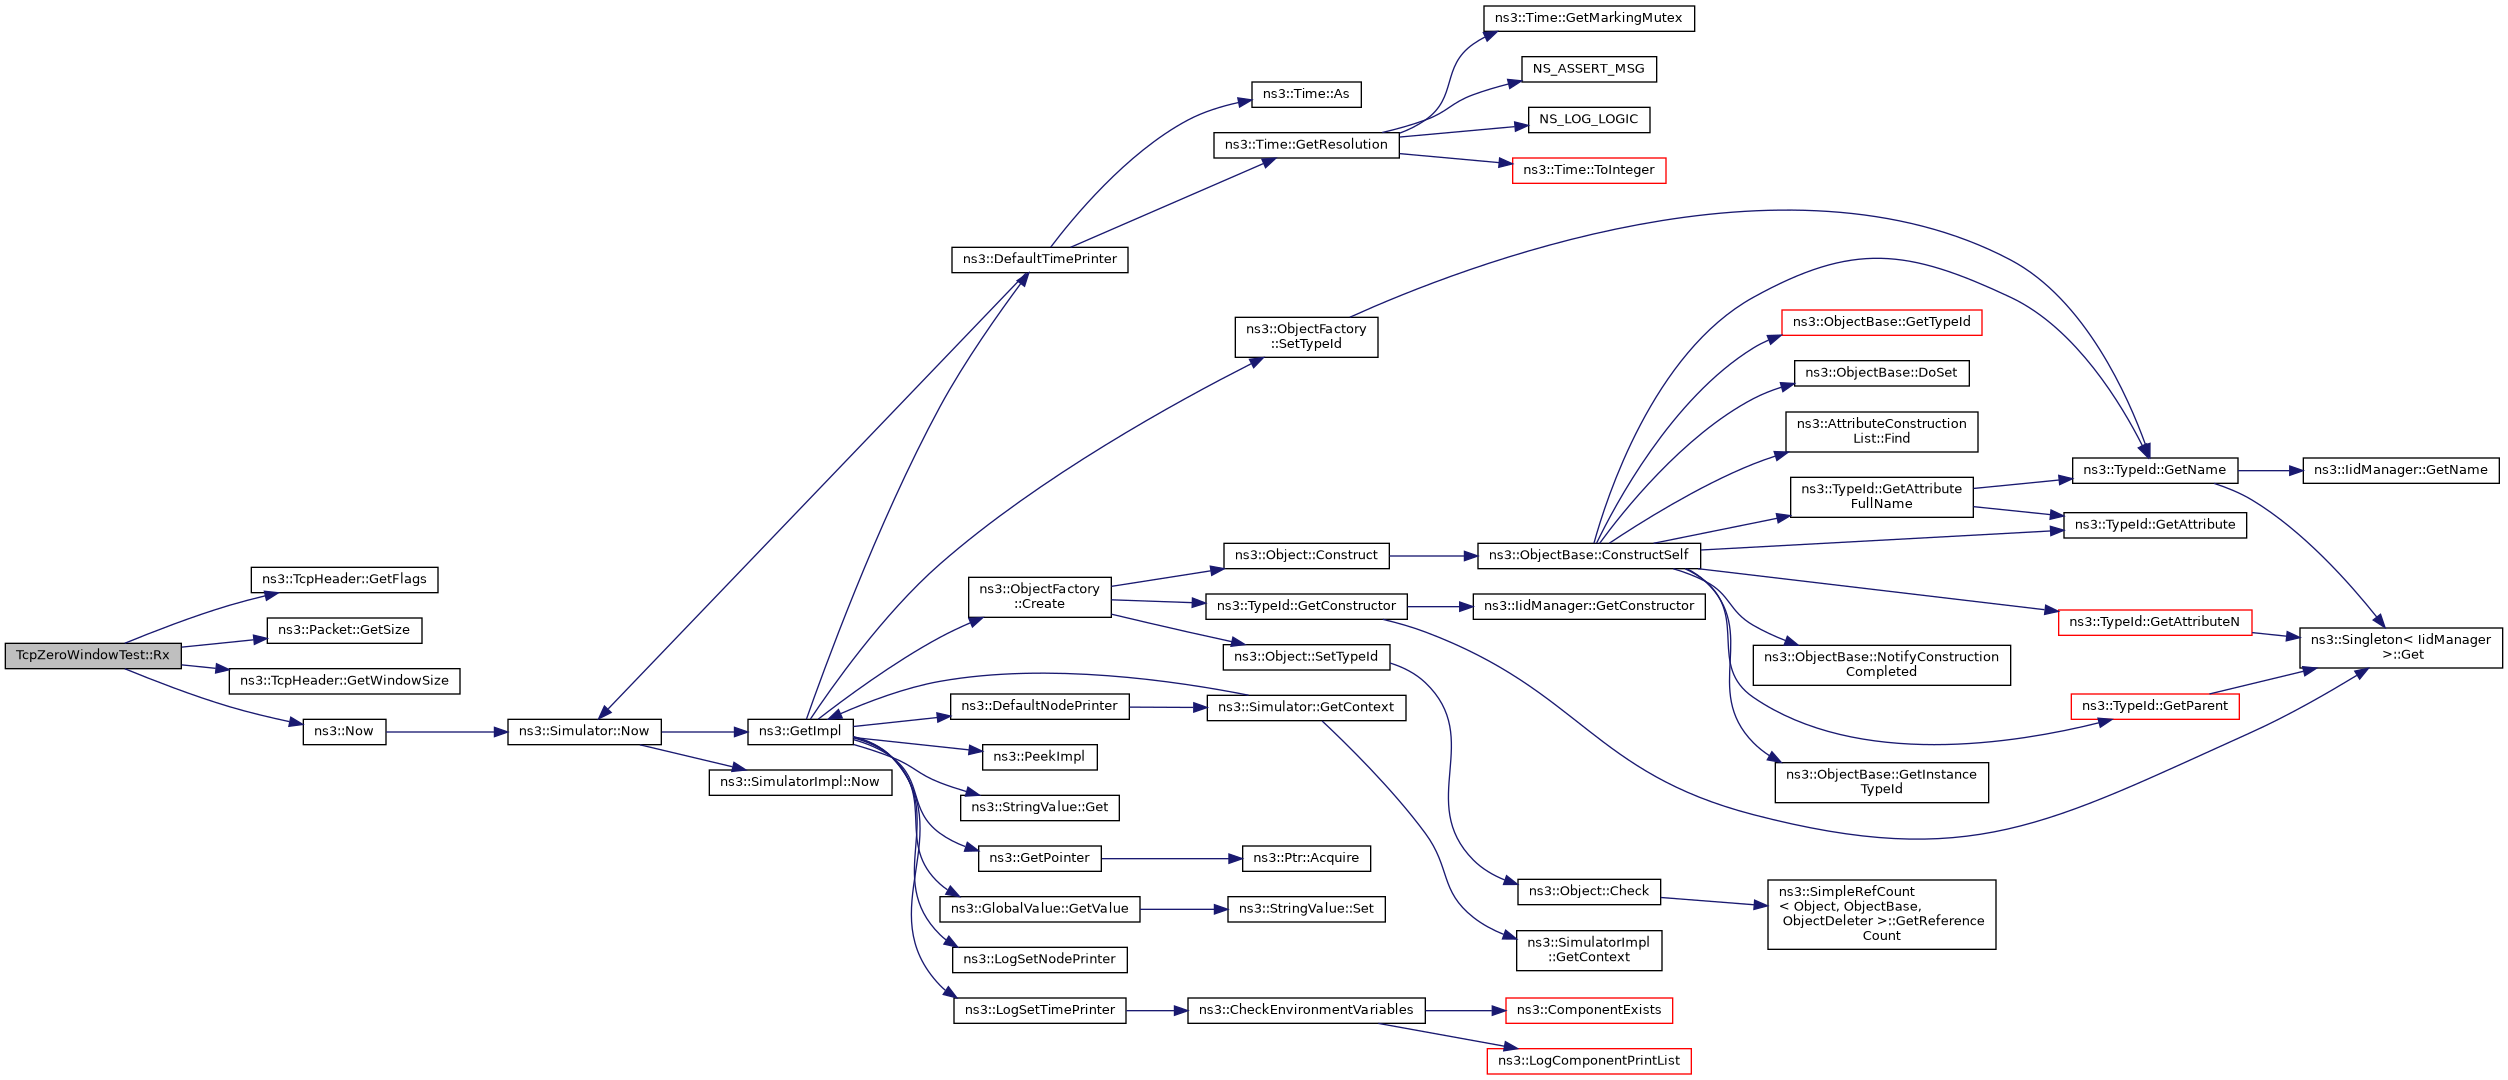 TcpZeroWindowTest::Rx
ns3::TcpHeader::GetFlags
ns3::Packet::GetSize
ns3::TcpHeader::GetWindowSize
ns3::Now
ns3::Simulator::Now
ns3::GetImpl
ns3::SimulatorImpl::Now
ns3::DefaultTimePrinter
ns3::Time::As
ns3::Time::GetResolution
ns3::Time::GetMarkingMutex
NS_ASSERT_MSG
NS_LOG_LOGIC
ns3::Time::ToInteger
ns3::ObjectFactory
::SetTypeId
ns3::ObjectFactory
::Create
ns3::Object::Construct
ns3::TypeId::GetConstructor
ns3::Object::SetTypeId
ns3::DefaultNodePrinter
ns3::Simulator::GetContext
ns3::PeekImpl
ns3::StringValue::Get
ns3::GetPointer
ns3::Ptr::Acquire
ns3::GlobalValue::GetValue
ns3::StringValue::Set
ns3::LogSetNodePrinter
ns3::LogSetTimePrinter
ns3::CheckEnvironmentVariables
ns3::ComponentExists
ns3::LogComponentPrintList
ns3::ObjectBase::ConstructSelf
ns3::IidManager::GetConstructor
ns3::ObjectBase::GetTypeId
ns3::ObjectBase::DoSet
ns3::AttributeConstruction
List::Find
ns3::TypeId::GetAttribute
FullName
ns3::TypeId::GetName
ns3::IidManager::GetName
ns3::TypeId::GetAttribute
ns3::TypeId::GetAttributeN
ns3::Singleton< IidManager
>::Get
ns3::ObjectBase::NotifyConstruction
Completed
ns3::TypeId::GetParent
ns3::ObjectBase::GetInstance
TypeId
ns3::Object::Check
ns3::SimpleRefCount
< Object, ObjectBase,
ObjectDeleter >::GetReference
Count
ns3::SimulatorImpl
::GetContext